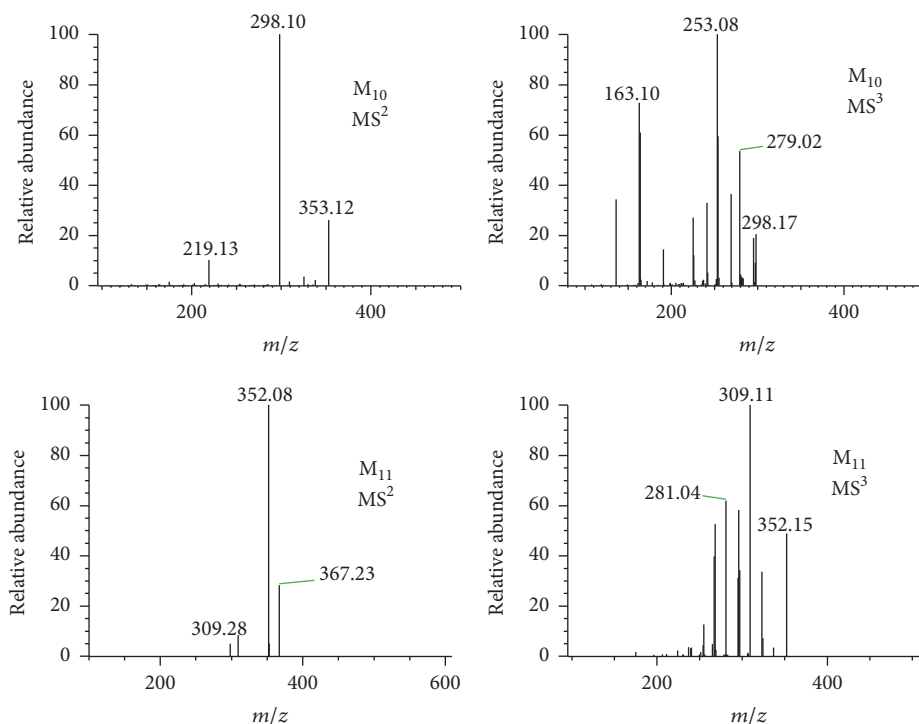 298.10
100
80
60
40
20
0
Relative abundance
M10
MS2
353.12
219.13
200
400
m/z
253.08
100
80
60
40
20
0
Relative abundance
M10
MS3
163.10
279.02
298.17
200
400
m/z
352.08
100
80
60
40
20
0
Relative abundance
M11
MS2
367.23
309.28
200
400
600
m/z
309.11
100
80
60
40
20
0
Relative abundance
M11
MS3
281.04
352.15
200
400
m/z